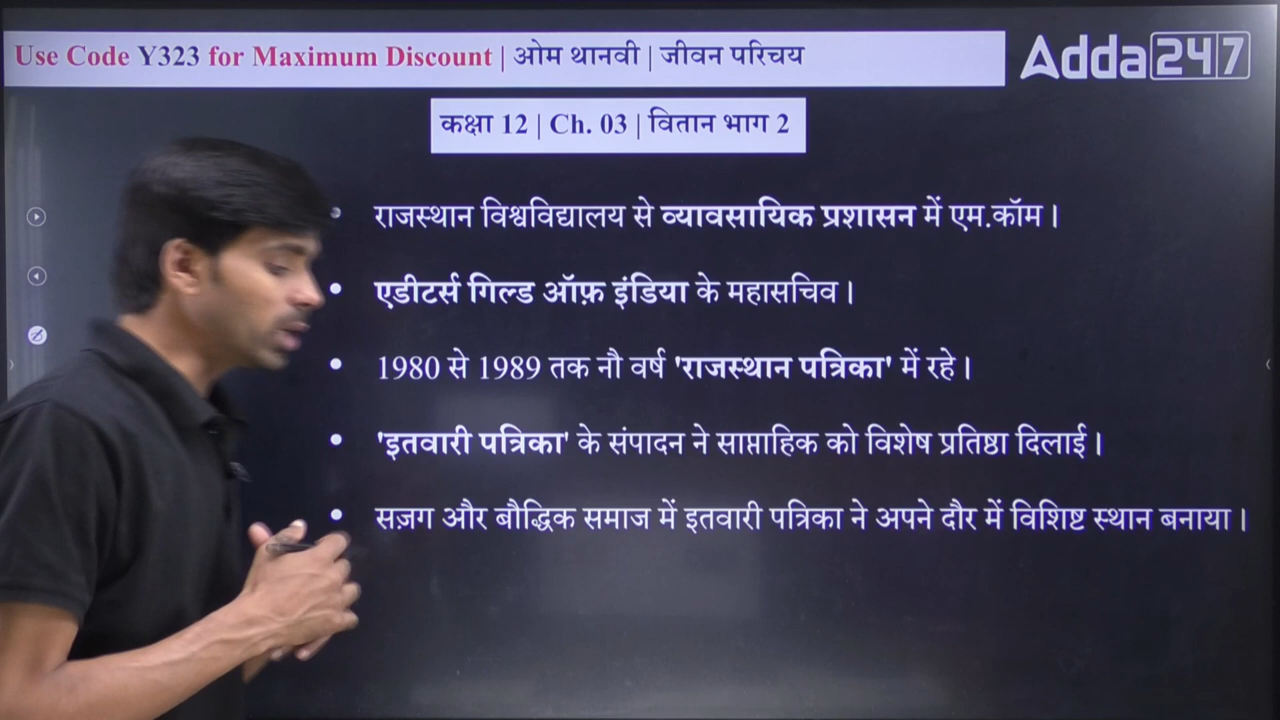 Use Code Y323 for Maximum Discount | ओम थानवी | जीवन परिचय
Adda247
कक्षा 12 | Ch. 03 | वितान भाग 2
• राजस्थान विश्वविद्यालय से व्यावसायिक प्रशासन में एम.कॉम।
• एडीटर्स गिल्ड ऑफ़ इंडिया के महासचिव।
• 1980 से 1989 तक नौ वर्ष 'राजस्थान पत्रिका' में रहे।
• 'इतवारी पत्रिका' के संपादन ने साप्ताहिक को विशेष प्रतिष्ठा दिलाई।
• सज़ग और बौद्धिक समाज में इतवारी पत्रिका ने अपने दौर में विशिष्ट स्थान बनाया।